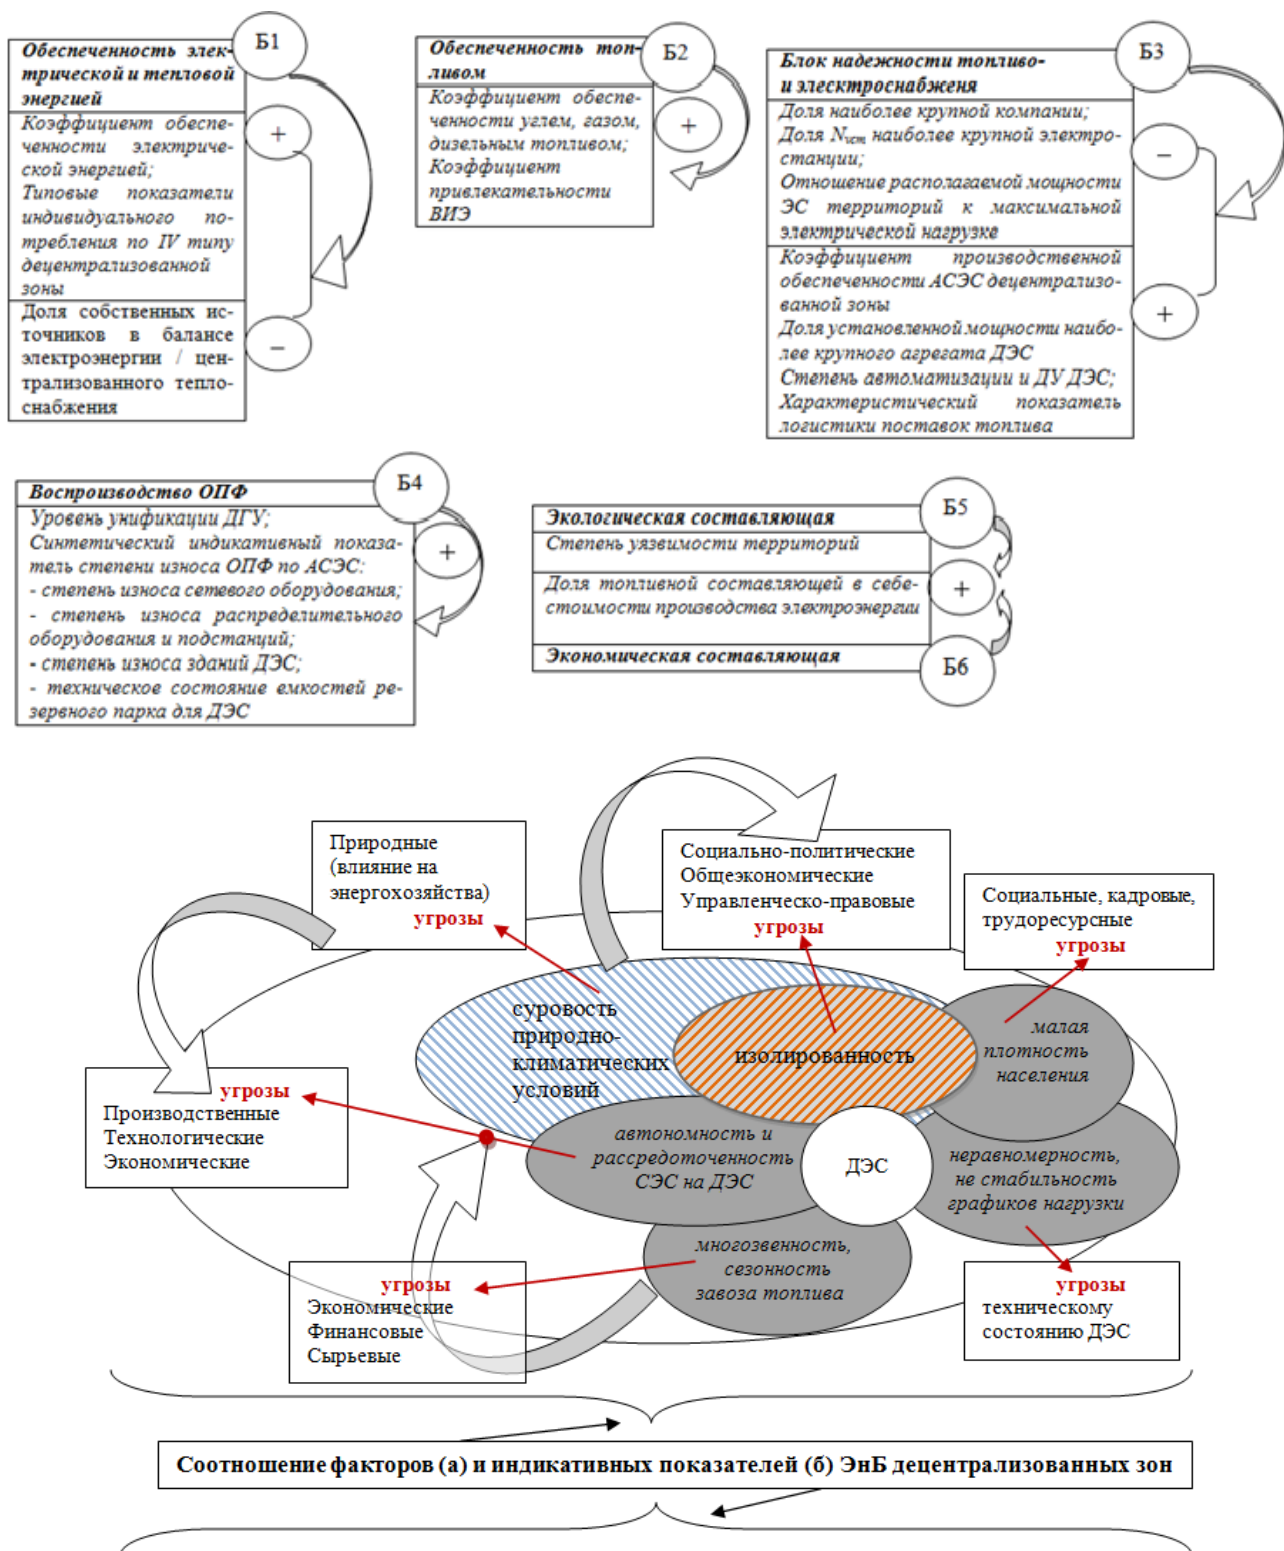 Б1
Обеспеченность элек-
трической и тепловой
энергией
+
Коэффициент обеспе-
ченности электриче-
ской энергией;
Типовые показатели
индивидуального по-
требления по IV типу
децентрализованной
зоны
Доля собственных ис-
точников в балансе
электроэнергии / цен-
трализованного тепло-
снабжения
–
Б2
Обеспеченность топ-
ливом
Коэффициент обеспе-
ченности углем, газом,
дизельным топливом;
Коэффициент
привлекательности
ВИЭ
+
Б3
Блок надежности топливо-
и элесктроснабженя
Доля наиболее крупной компании;
Доля Nуст наиболее крупной электро-
станции;
Отношение располагаемой мощности
ЭС территорий к максимальной
электрической нагрузке
–
Коэффициент производственной
обеспеченности АСЭС децентрализо-
ванной зоны
Доля установленной мощности наибо-
лее крупного агрегата ДЭС
Степень автоматизации и ДУ ДЭС;
Характеристический показатель
логистики поставок топлива
+
Б4
Воспроизводство ОПФ
Уровень унификации ДГУ;
Синтетический индикативный показа-
тель степени износа ОПФ по АСЭС:
- степень износа сетевого оборудования;
- степень износа распределительного
оборудования и подстанций;
- степень износа зданий ДЭС;
- техническое состояние емкостей ре-
зервного парка для ДЭС
+
Б5
Экологическая составляющая
Степень уязвимости территорий
Доля топливной составляющей в себе-
стоимости производства электроэнергии
+
Экономическая составляющая
Б6
Природные
(влияние на
энергохозяйства)
угрозы
Социально-политические
Общеэкономические
Управленческо-правовые
угрозы
Социальные, кадровые,
трудоресурсные
угрозы
суровость
природно-
климатических
условий
изолированность
малая
плотность
населения
угрозы
Производственные
Технологические
Экономические
автономность и
рассредоточенность
СЭС на ДЭС
ДЭС
неравномерность,
не стабильность
графиков нагрузки
многозвенность,
сезонность
завоза топлива
угрозы
Экономические
Финансовые
Сырьевые
угрозы
техническому
состоянию ДЭС
Соотношение факторов (а) и индикативных показателей (б) ЭнБ децентрализованных зон